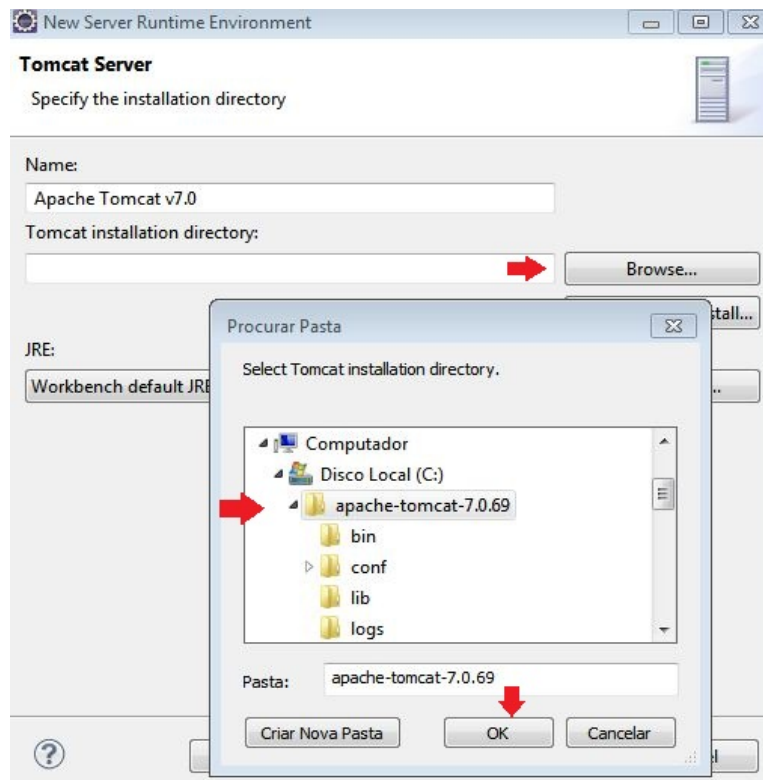 New Server Runtime Environment
Tomcat Server
Specify the installation directory
Name:
Apache Tomcat v7.0
Tomcat installation directory:
Browse...
tall...
JRE:
Workbench default JRE
...
Procurar Pasta
Select Tomcat installation directory.
Computador
Disco Local (C:)
apache-tomcat-7.0.69
bin
conf
lib
logs
Pasta: apache-tomcat-7.0.69
Criar Nova Pasta OK Cancelar
?